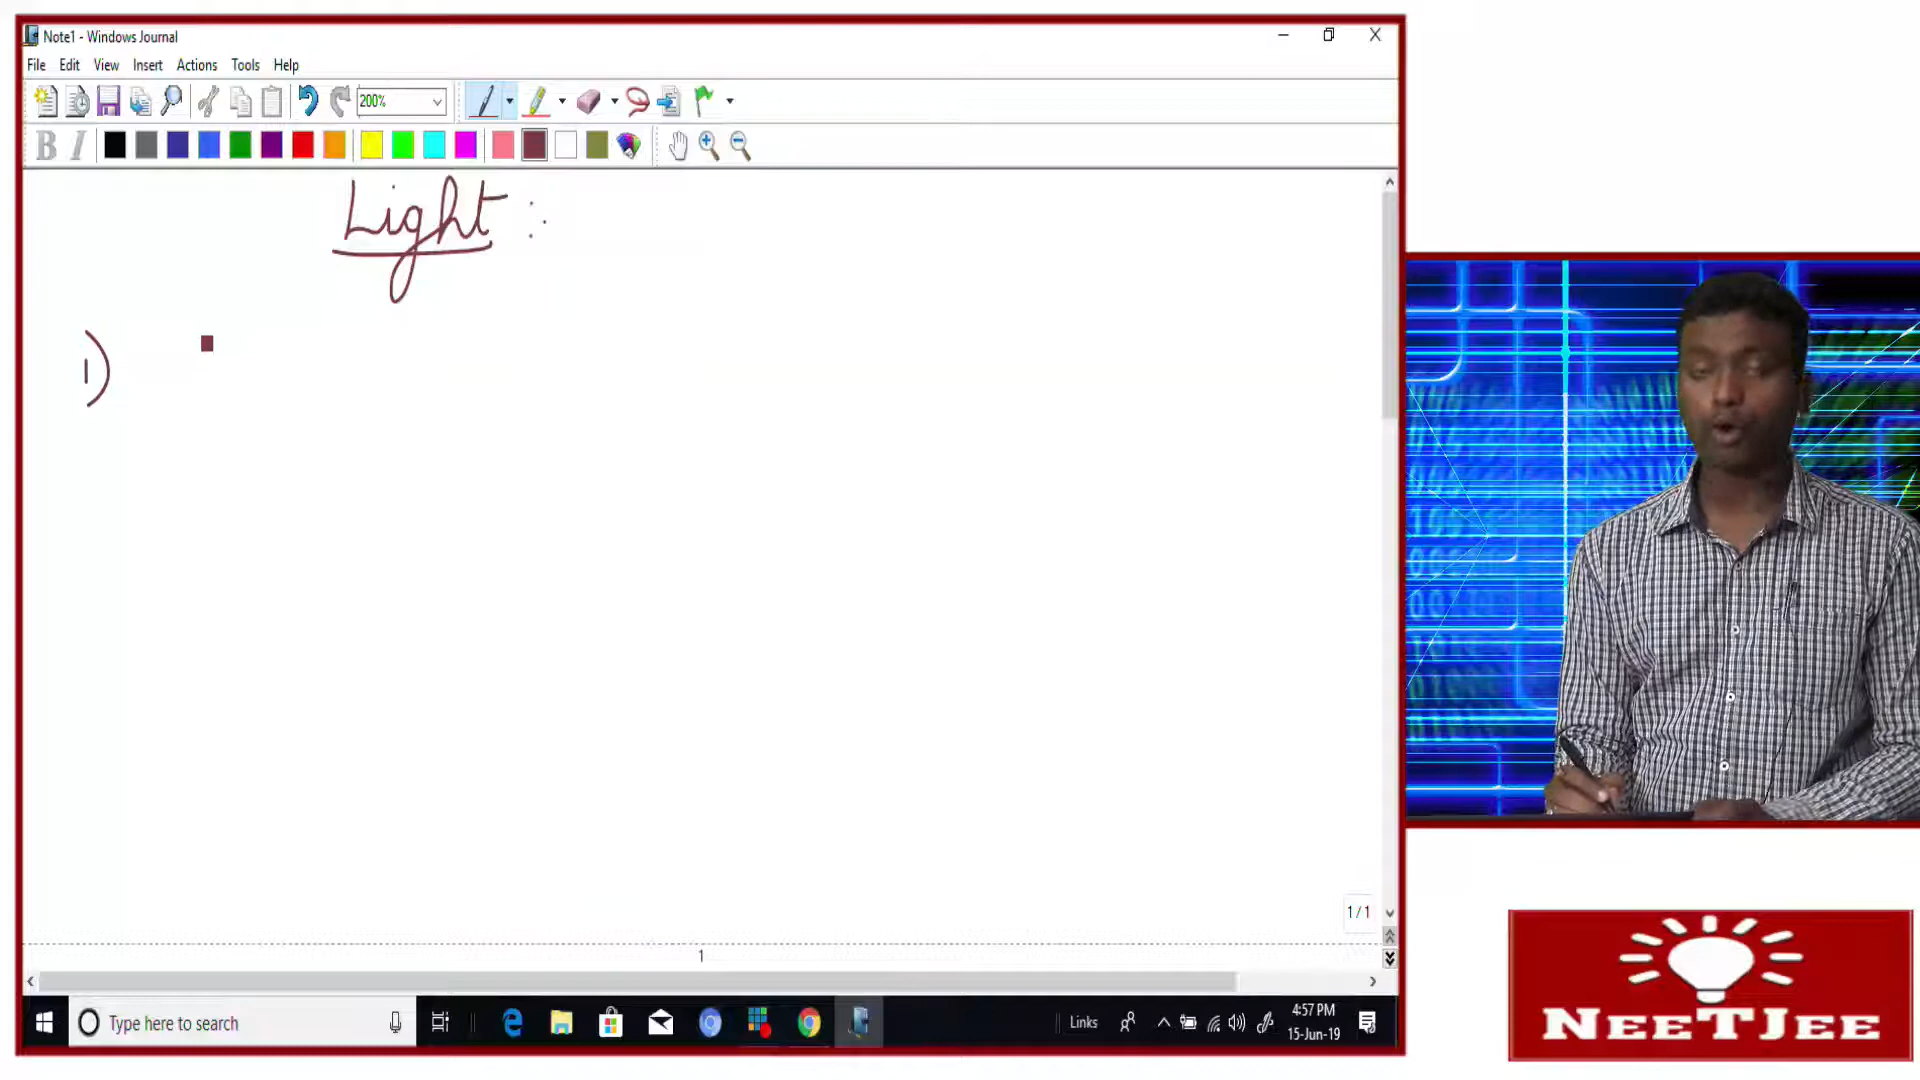 Note1 - Windows Journal
File Edit View Insert Actions Tools Help
200%
B I
Light :
1)
1 / 1
1
Type here to search
Links
4:57 PM
15-Jun-19
NEETJEE